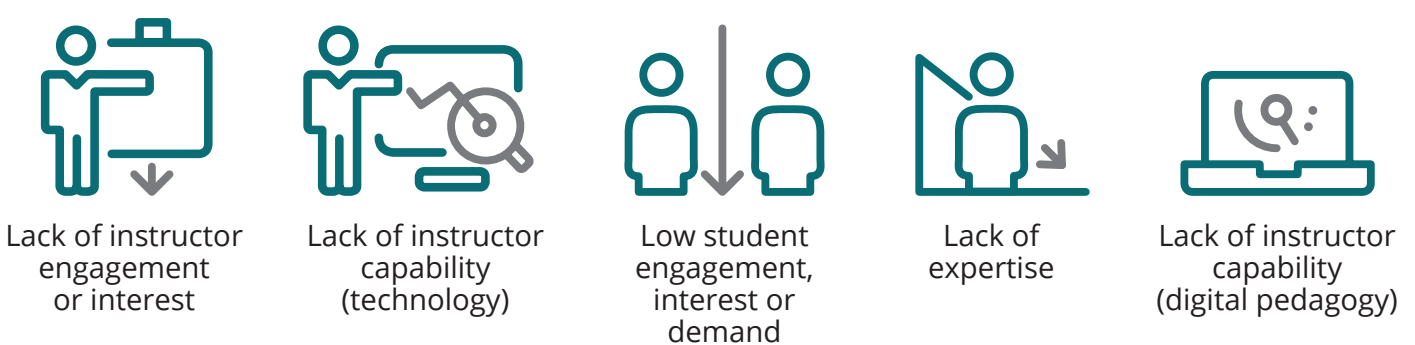 Lack of instructor
engagement
or interest
Lack of instructor
capability
(technology)
Low student
engagement,
interest or
demand
Lack of
expertise
Lack of instructor
capability
(digital pedagogy)